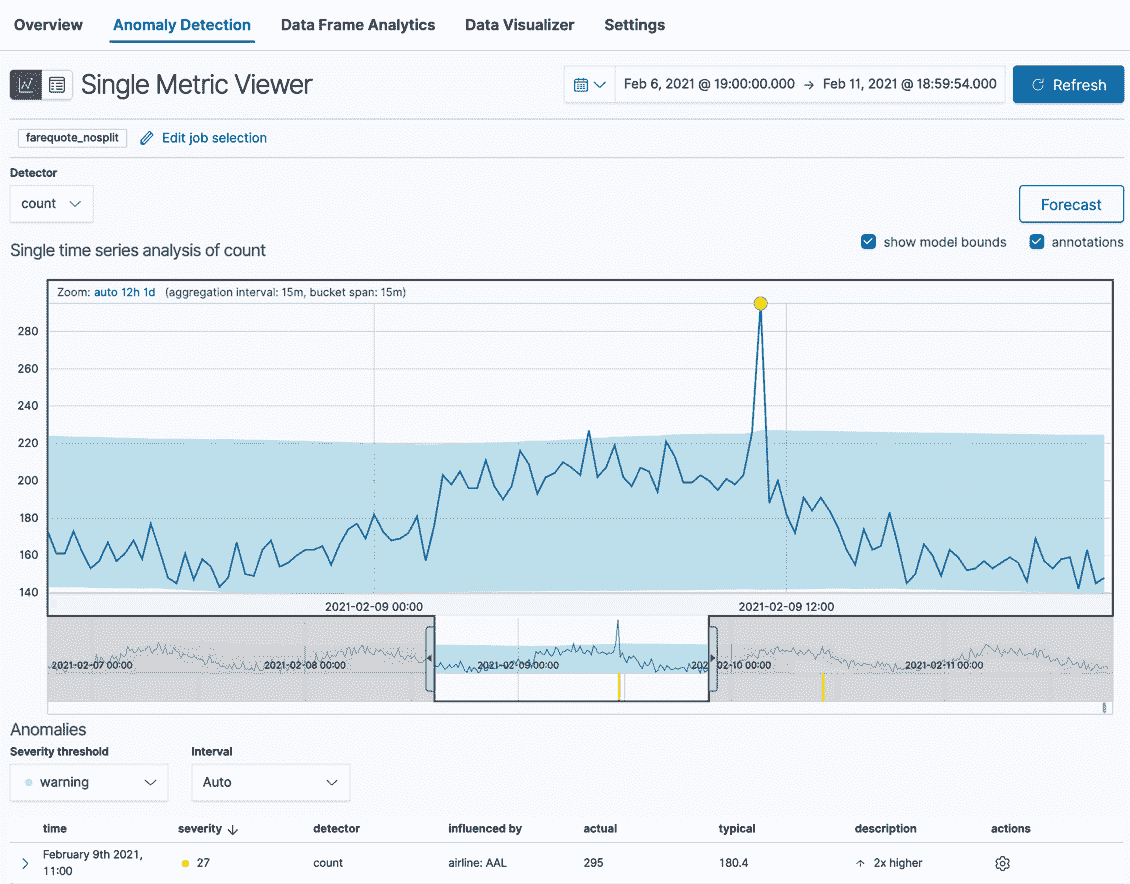 Overview Anomaly Detection Data Frame Analytics Data Visualizer Settings
Single Metric Viewer
Feb 6, 2021 @ 19:00:00.000 → Feb 11, 2021 @ 18:59:54.000
Refresh
farequote_nosplit Edit job selection
Detector
count
Forecast
Single time series analysis of count
show model bounds annotations
Zoom: auto 12h 1d (aggregation interval: 15m, bucket span: 15m)
280
260
240
220
200
180
160
140
2021-02-09 00:00 2021-02-09 12:00
2021-02-07 00:00 2021-02-08 00:00 2021-02-09 00:00 2021-02-10 00:00 2021-02-11 00:00
Anomalies
Severity threshold Interval
warning Auto
time severity ↓ detector influenced by actual typical description actions
February 9th 2021,
11:00
27 count airline: AAL 295 180.4 ↑ 2x higher